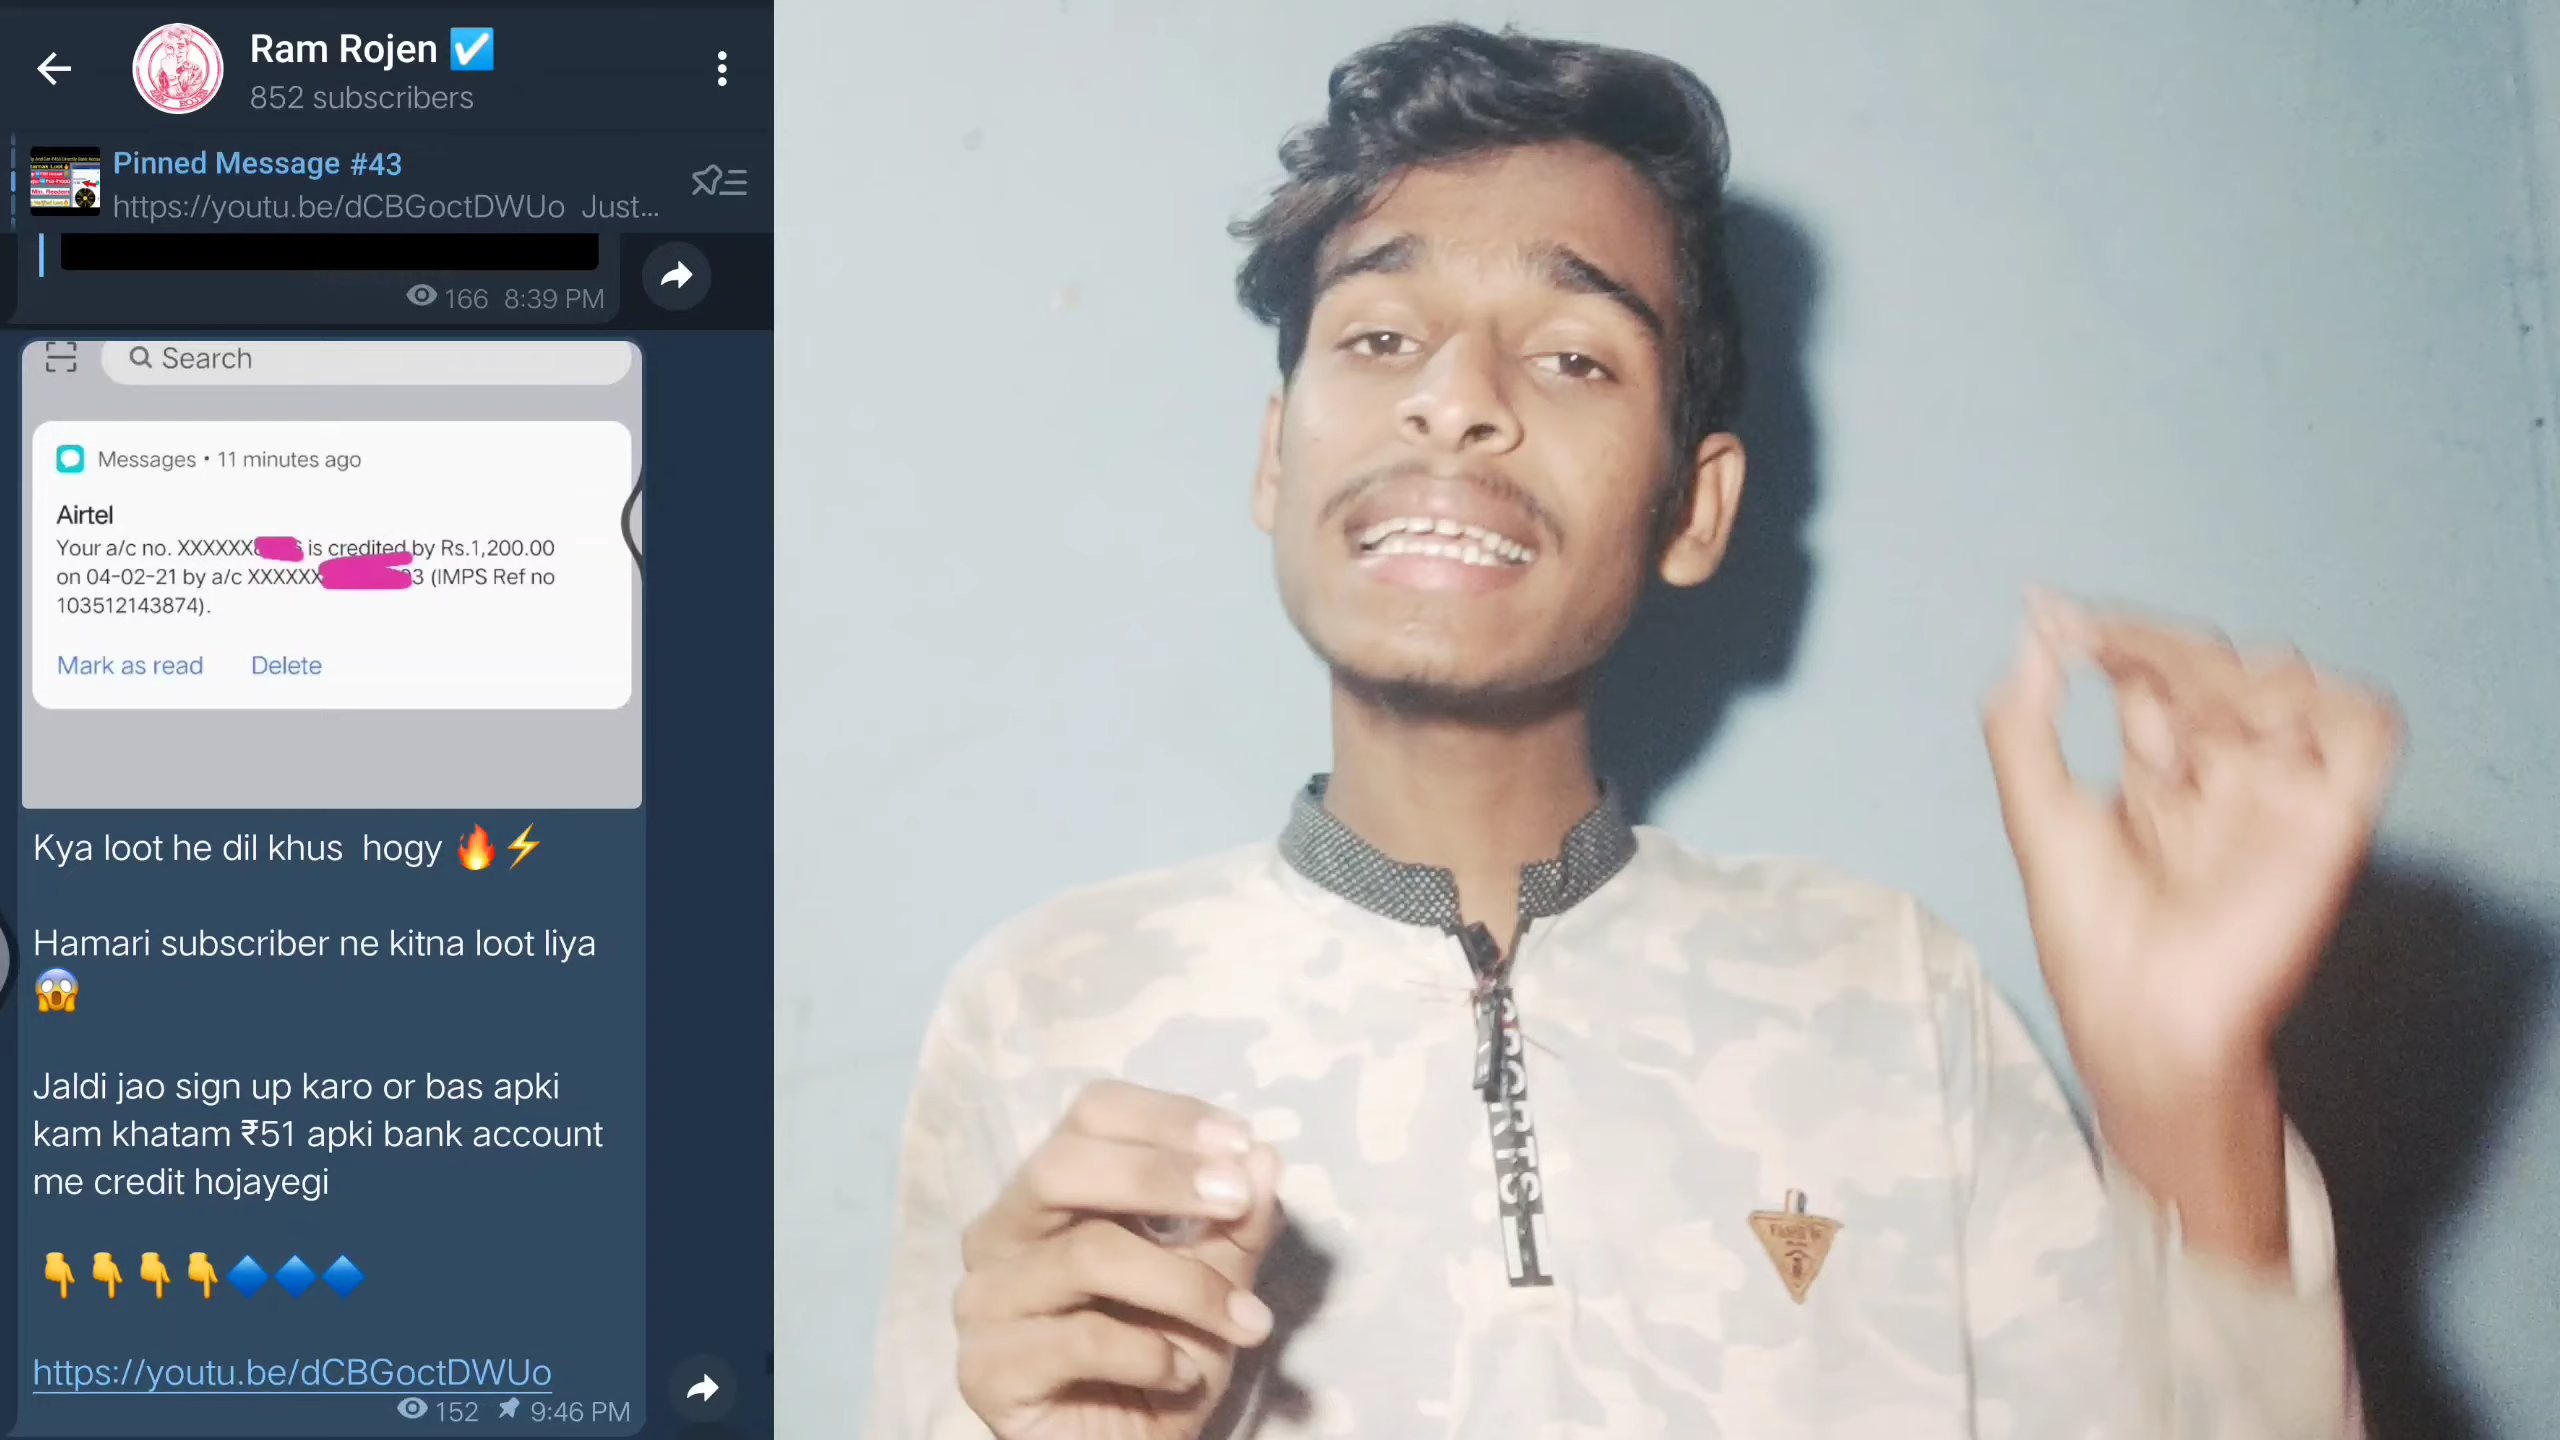 Ram Rojen
852 subscribers
Pinned Message #43
https://youtu.be/dCBGoctDWUo Just...
166 8:39 PM
Search
Messages • 11 minutes ago
Airtel
Your a/c no. XXXXXX is credited by Rs.1,200.00
on 04-02-21 by a/c XXXXXX 3 (IMPS Ref no
103512143874).
Mark as read Delete
Kya loot he dil khus hogy 🔥⚡
Hamari subscriber ne kitna loot liya
😱
Jaldi jao sign up karo or bas apki
kam khatam ₹51 apki bank account
me credit hojayegi
👇👇👇👇🔷🔷🔷
https://youtu.be/dCBGoctDWUo
152 9:46 PM